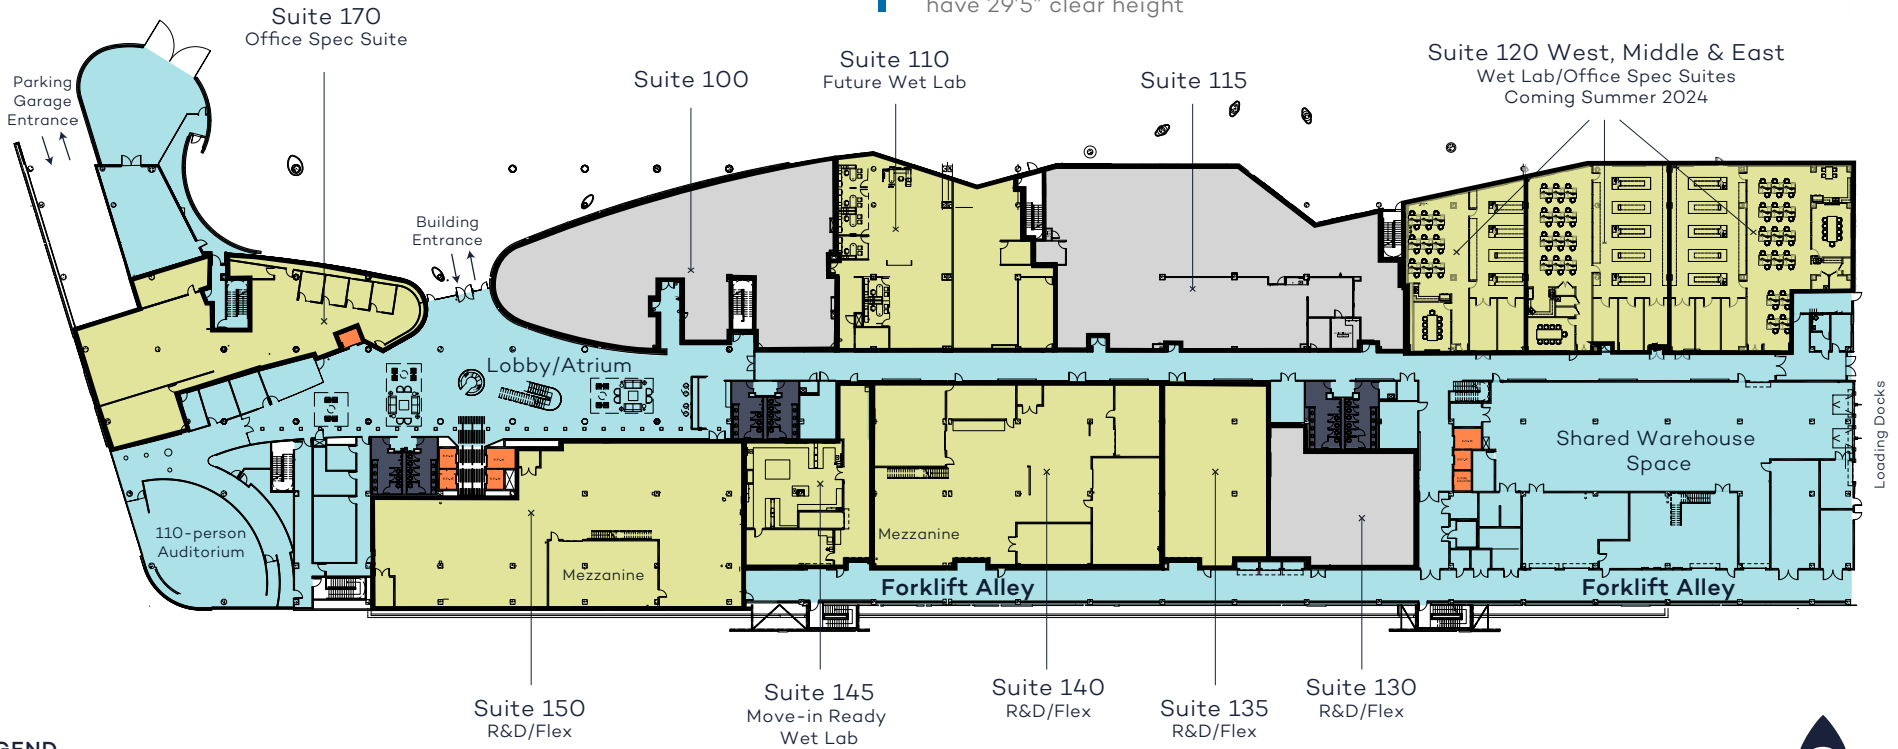 have 29'5" clear height
Suite 170
Office Spec Suite
Suite 100
Suite 110
Future Wet Lab
Suite 115
Suite 120 West, Middle & East
Wet Lab/Office Spec Suites
Coming Summer 2024
Parking
Garage
Entrance
Building
Entrance
Lobby/Atrium
110-person
Auditorium
Mezzanine
Mezzanine
Shared Warehouse
Space
Loading Docks
Forklift Alley
Forklift Alley
Suite 150
R&D/Flex
Suite 145
Move-in Ready
Wet Lab
Suite 140
R&D/Flex
Suite 135
R&D/Flex
Suite 130
R&D/Flex
GEND